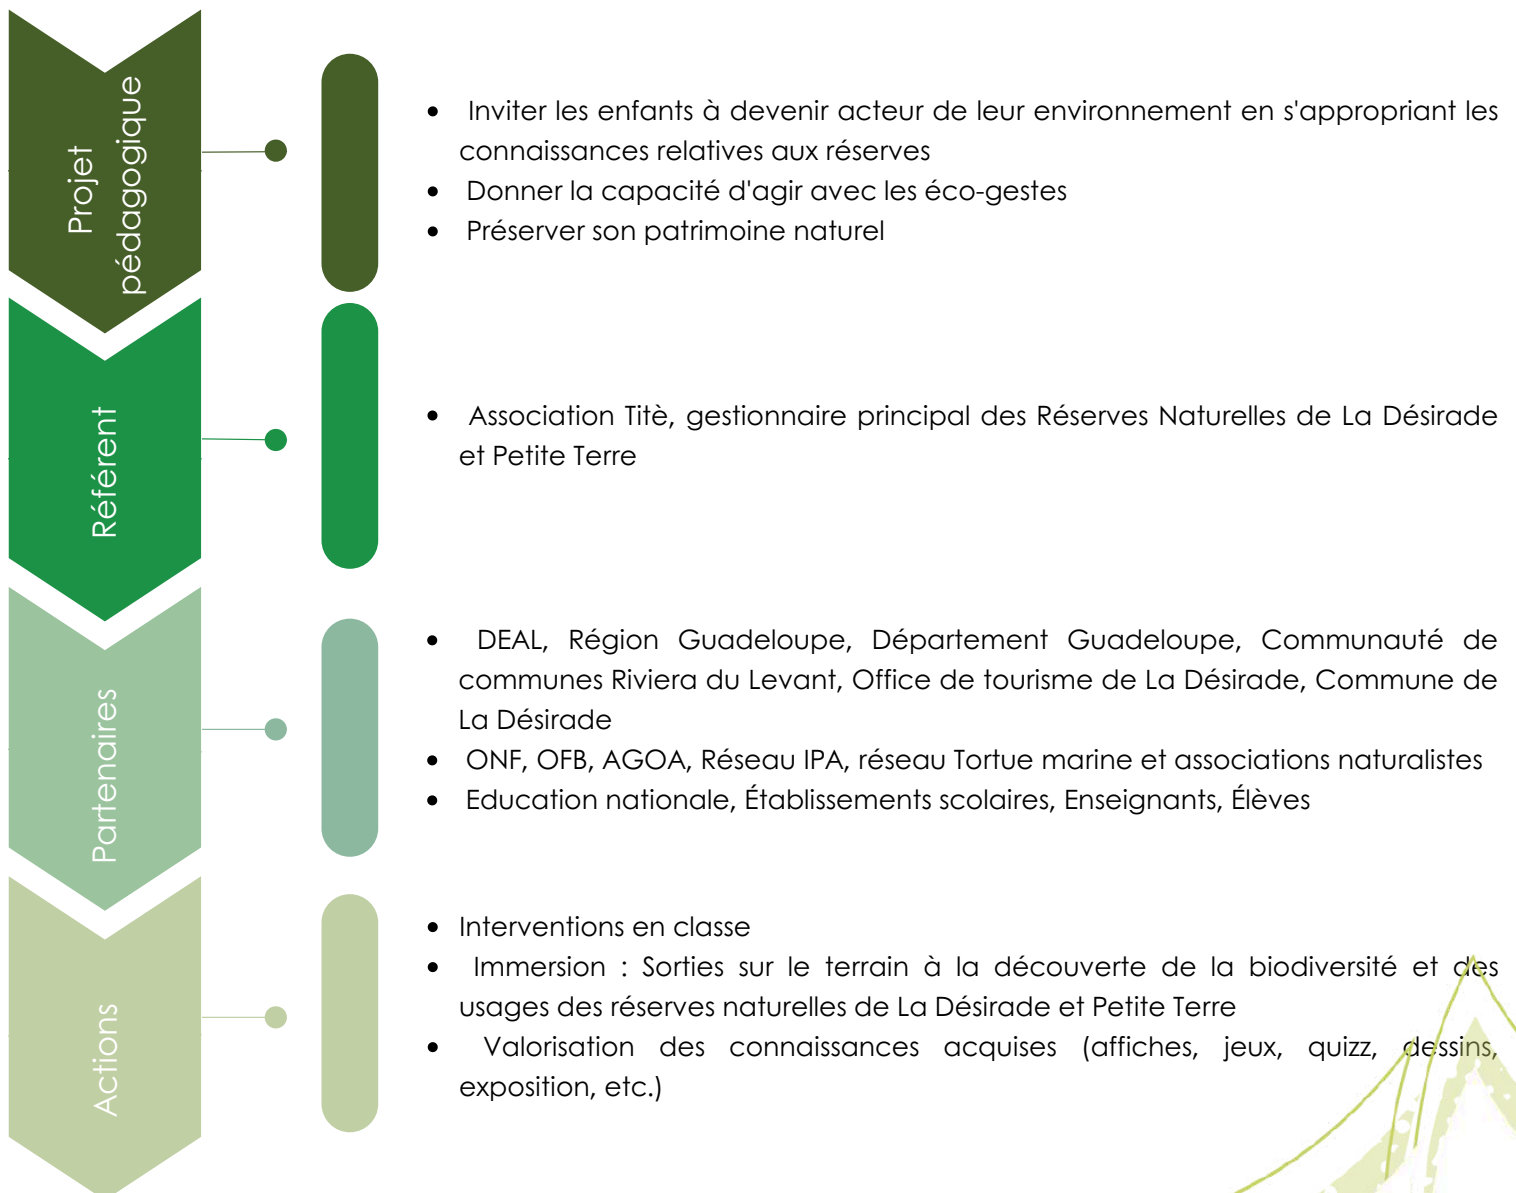 Projet
pédagogique
• Inviter les enfants à devenir acteur de leur environnement en s'appropriant les
connaissances relatives aux réserves
• Donner la capacité d'agir avec les éco-gestes
• Préserver son patrimoine naturel
Référent
• Association Titè, gestionnaire principal des Réserves Naturelles de La Désirade
et Petite Terre
Partenaires
• DEAL, Région Guadeloupe, Département Guadeloupe, Communauté de
communes Riviera du Levant, Office de tourisme de La Désirade, Commune de
La Désirade
• ONF, OFB, AGOA, Réseau IPA, réseau Tortue marine et associations naturalistes
• Education nationale, Établissements scolaires, Enseignants, Élèves
Actions
• Interventions en classe
• Immersion : Sorties sur le terrain à la découverte de la biodiversité et des
usages des réserves naturelles de La Désirade et Petite Terre
• Valorisation des connaissances acquises (affiches, jeux, quizz, dessins,
exposition, etc.)